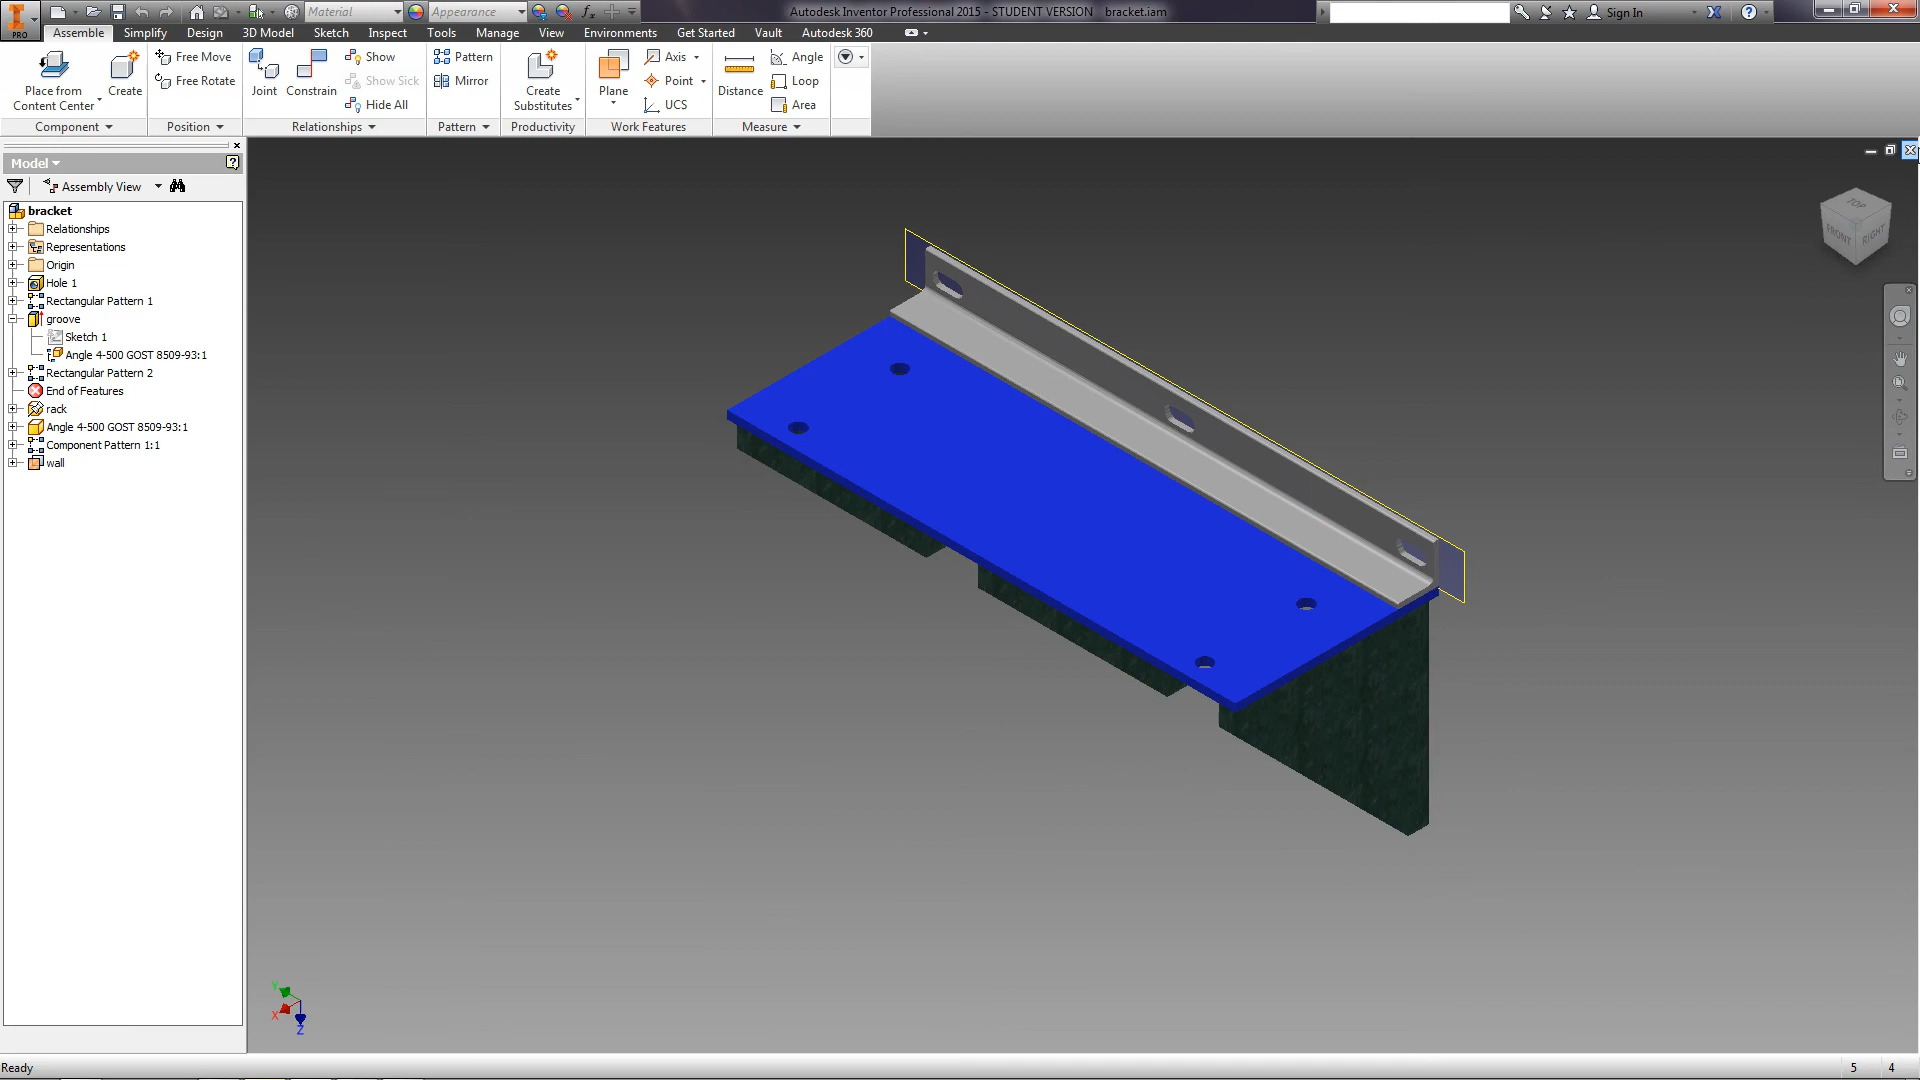 Material Appearance Autodesk Inventor Professional 2015 - STUDENT VERSION bracket.iam Sign In
PRO Assemble Simplify Design 3D Model Sketch Inspect Tools Manage View Environments Get Started Vault Autodesk 360
Place from Content Center
Create
Free Move
Free Rotate
Joint
Constrain
Show
Show Sick
Hide All
Pattern
Mirror
Create Substitutes
Plane
Axis
Point
UCS
Distance
Angle
Loop
Area
Component Position Relationships Pattern Productivity Work Features Measure
Model
Assembly View
bracket
Relationships
Representations
Origin
Hole 1
Rectangular Pattern 1
groove
Sketch 1
Angle 4-500 GOST 8509-93:1
Rectangular Pattern 2
End of Features
rack
Angle 4-500 GOST 8509-93:1
Component Pattern 1:1
wall
TOP
FRONT RIGHT
Y
X
Z
Ready 5 4